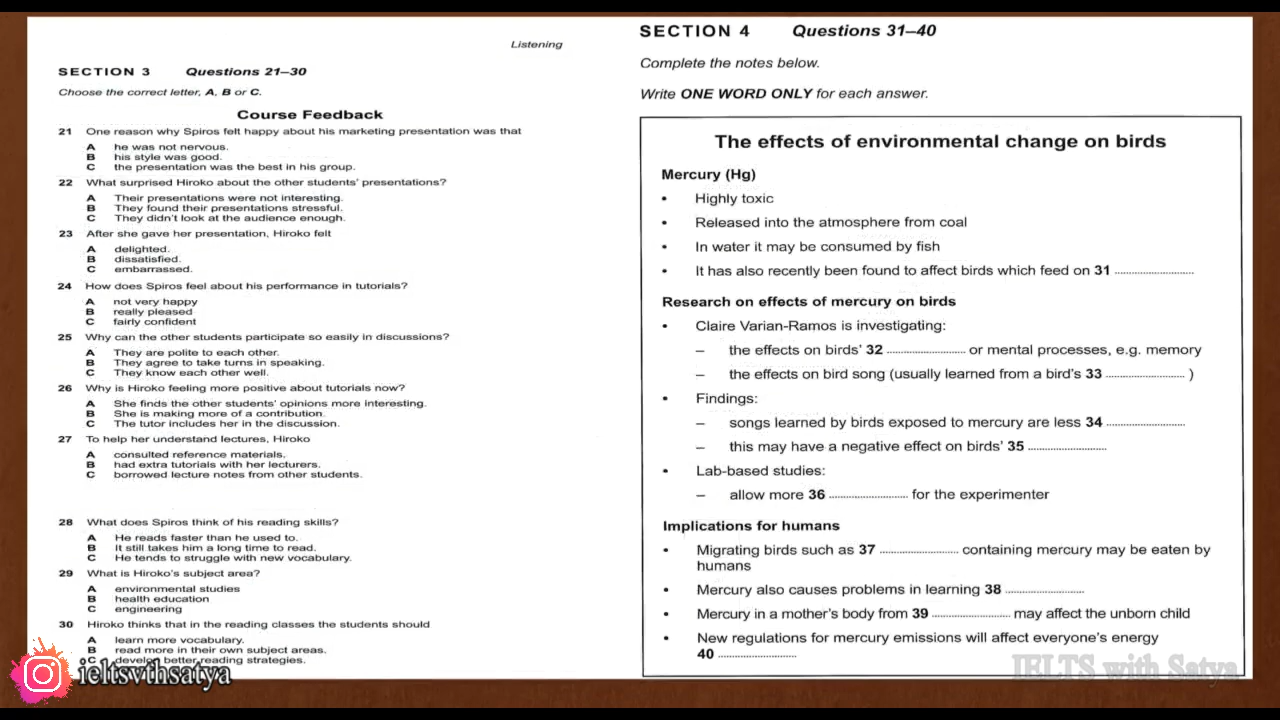 Listening
SECTION 3 Questions 21–30
Choose the correct letter, A, B or C.
Course Feedback
21 One reason why Spiros felt happy about his marketing presentation was that
A he was not nervous.
B his style was good.
C the presentation was the best in his group.
22 What surprised Hiroko about the other students' presentations?
A Their presentations were not interesting.
B They found their presentations stressful.
C They didn't look at the audience enough.
23 After she gave her presentation, Hiroko felt
A delighted.
B dissatisfied.
C embarrassed.
24 How does Spiros feel about his performance in tutorials?
A not very happy
B really pleased
C fairly confident
25 Why can the other students participate so easily in discussions?
A They are polite to each other.
B They agree to take turns in speaking.
C They know each other well.
26 Why is Hiroko feeling more positive about tutorials now?
A She finds the other students' opinions more interesting.
B She is making more of a contribution.
C The tutor includes her in the discussion.
27 To help her understand lectures, Hiroko
A consulted reference materials.
B had extra tutorials with her lecturers.
C borrowed lecture notes from other students.
28 What does Spiros think of his reading skills?
A He reads faster than he used to.
B It still takes him a long time to read.
C He tends to struggle with new vocabulary.
29 What is Hiroko's subject area?
A environmental studies
B health education
C engineering
30 Hiroko thinks that in the reading classes the students should
A learn more vocabulary.
B read more in their own subject areas.
C develop better reading strategies.
ieltsvthsatya
SECTION 4 Questions 31–40
Complete the notes below.
Write ONE WORD ONLY for each answer.
The effects of environmental change on birds
Mercury (Hg)
• Highly toxic
• Released into the atmosphere from coal
• In water it may be consumed by fish
• It has also recently been found to affect birds which feed on 31 ........................
Research on effects of mercury on birds
• Claire Varian-Ramos is investigating:
– the effects on birds' 32 ........................ or mental processes, e.g. memory
– the effects on bird song (usually learned from a bird's 33 ........................ )
• Findings:
– songs learned by birds exposed to mercury are less 34 ........................
– this may have a negative effect on birds' 35 ........................
• Lab-based studies:
– allow more 36 ........................ for the experimenter
Implications for humans
• Migrating birds such as 37 ........................ containing mercury may be eaten by
humans
• Mercury also causes problems in learning 38 ........................
• Mercury in a mother's body from 39 ........................ may affect the unborn child
• New regulations for mercury emissions will affect everyone's energy
40 ........................
IELTS with Satya